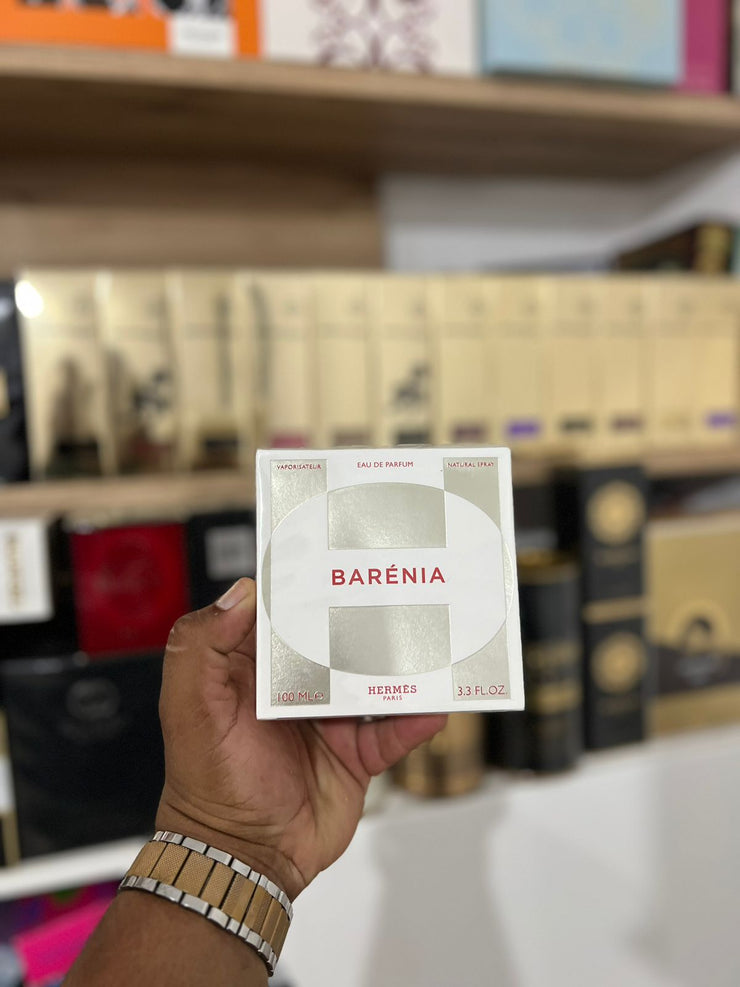 VAPORISATEUR
EAU DE PARFUM
NATURAL SPRAY
BARÉNIA
100 ML℮
HERMÈS
PARIS
3.3 FL.OZ.